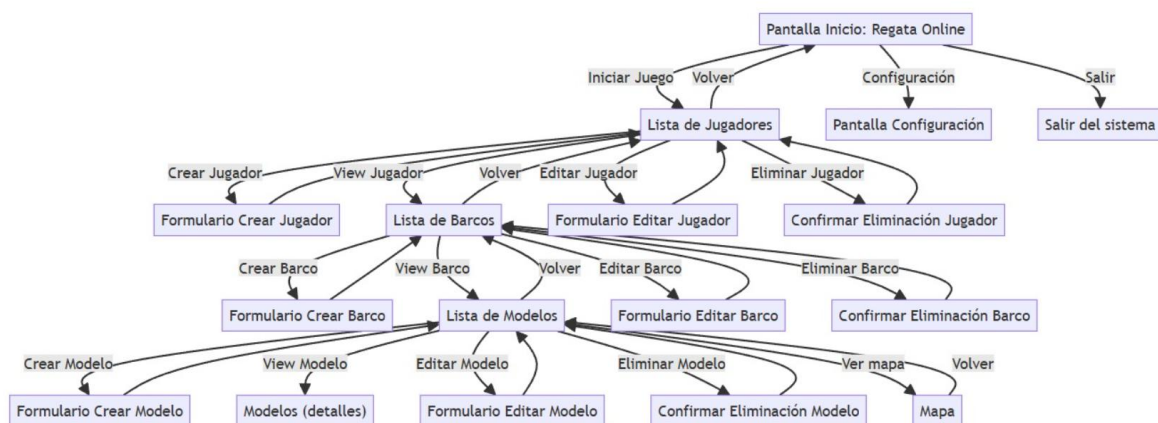 Pantalla Inicio: Regata Online
Iniciar Juego
Volver
Configuración
Salir
Lista de Jugadores
Pantalla Configuración
Salir del sistema
Crear Jugador
View Jugador
Volver
Editar Jugador
Eliminar Jugador
Formulario Crear Jugador
Lista de Barcos
Formulario Editar Jugador
Confirmar Eliminación Jugador
Crear Barco
View Barco
Volver
Editar Barco
Eliminar Barco
Formulario Crear Barco
Lista de Modelos
Formulario Editar Barco
Confirmar Eliminación Barco
Crear Modelo
View Modelo
Editar Modelo
Eliminar Modelo
Ver mapa
Volver
Formulario Crear Modelo
Modelos (detalles)
Formulario Editar Modelo
Confirmar Eliminación Modelo
Mapa